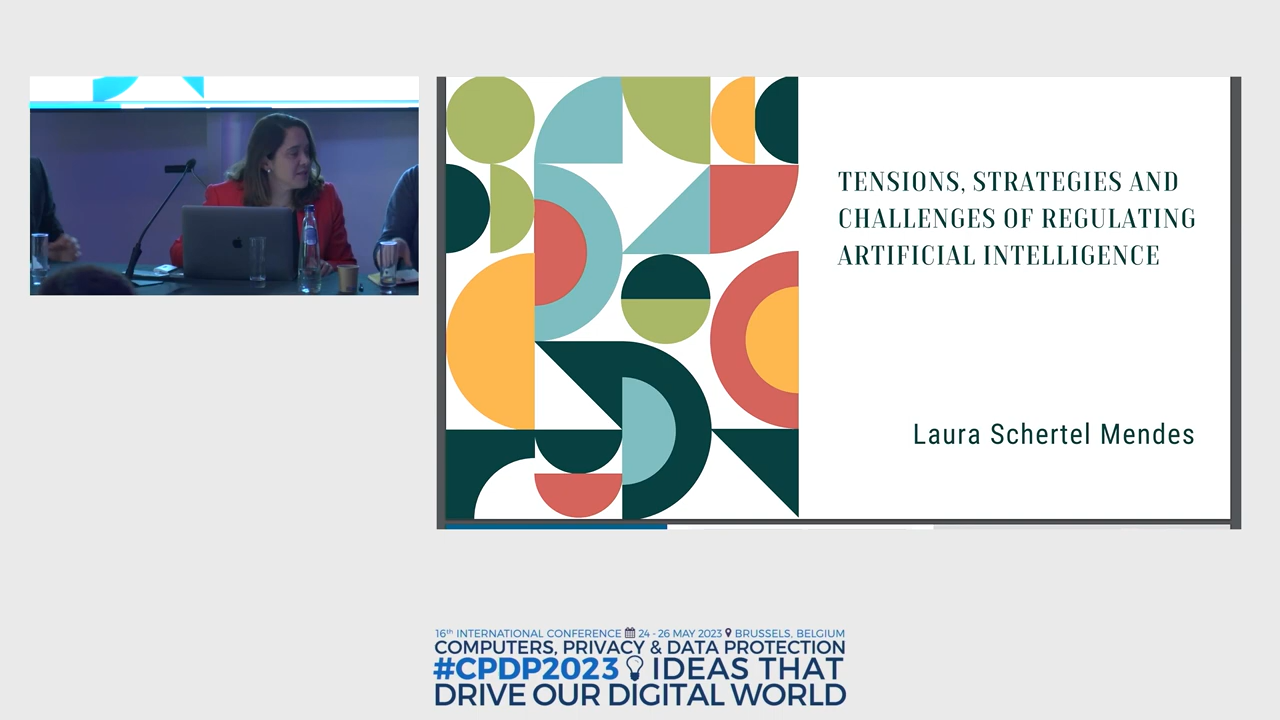 TENSIONS, STRATEGIES AND
CHALLENGES OF REGULATING
ARTIFICIAL INTELLIGENCE
Laura Schertel Mendes
16th INTERNATIONAL CONFERENCE 24 - 26 MAY 2023 BRUSSELS, BELGIUM
COMPUTERS, PRIVACY & DATA PROTECTION
#CPDP2023 IDEAS THAT
DRIVE OUR DIGITAL WORLD